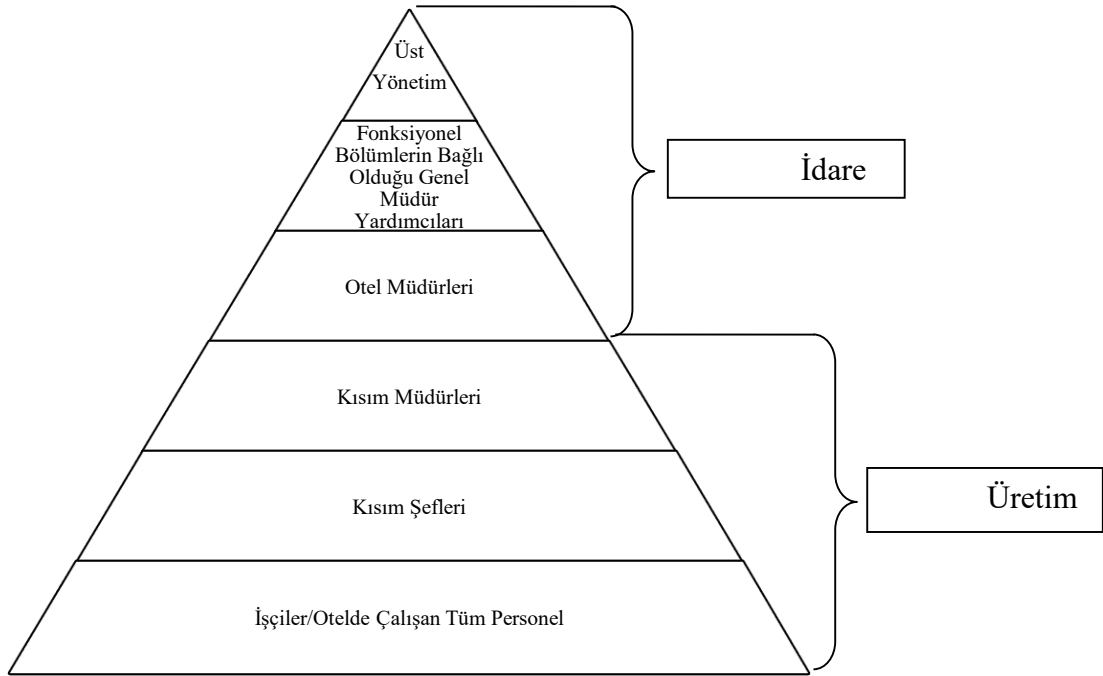 Üst
Yönetim
Fonksiyonel
Bölümlerin Bağlı
Olduğu Genel
Müdür
Yardımcıları
İdare
Otel Müdürleri
Kısım Müdürleri
Kısım Şefleri
Üretim
İşçiler/Otelde Çalışan Tüm Personel